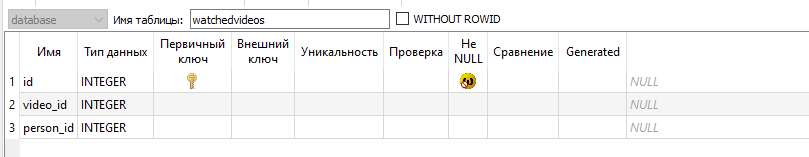 database Имя таблицы: watchedvideos WITHOUT ROWID
Имя Тип данных Первичный ключ Внешний ключ Уникальность Проверка Не NULL Сравнение Generated
1 id INTEGER NULL
2 video_id INTEGER NULL
3 person_id INTEGER NULL